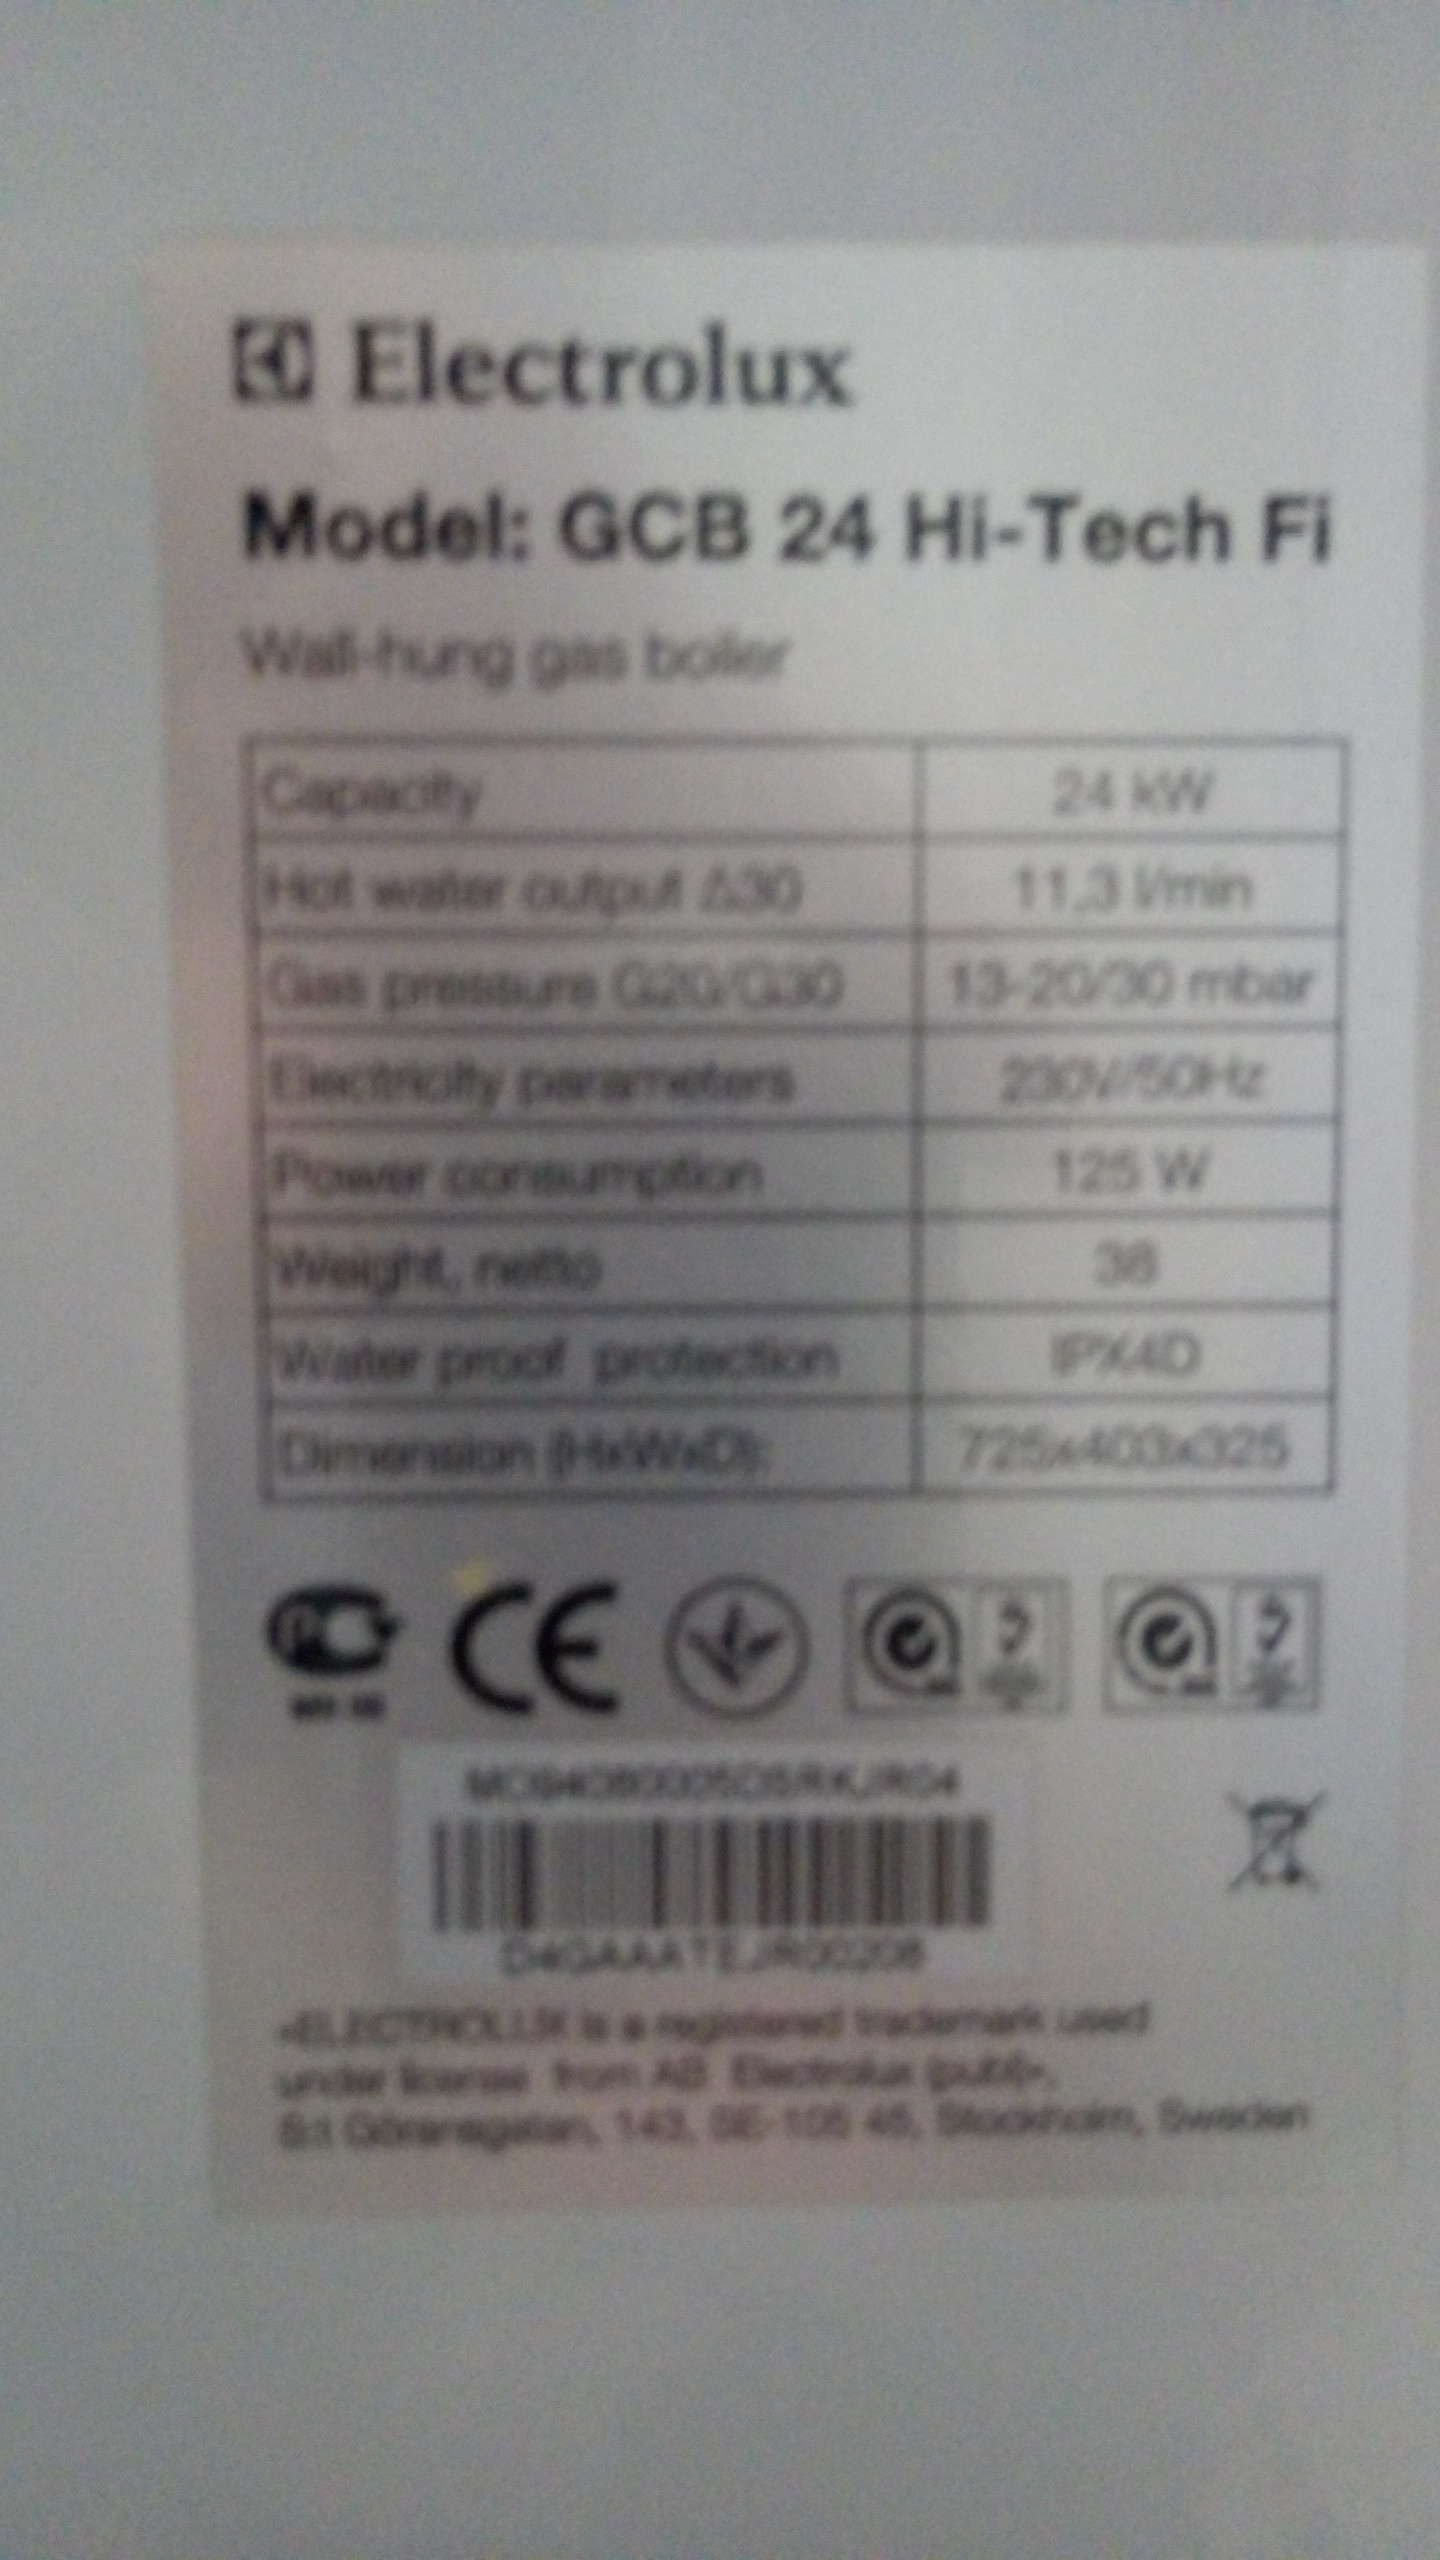 Electrolux
Model: GCB 24 Hi-Tech Fi
Wall-hung gas boiler
Capacity 24 kW
Hot water output Δ30 11,3 l/min
Gas pressure G20/G30 13-20/30 mbar
Electricity parameters 230V/50Hz
Power consumption 125 W
Weight, netto
Water proof protection IPX4D
Dimension (HxWxD): 725x403x325
CE
«ELECTROLUX is a registered trademark used
under license from AB Electrolux (publ)»,
S:t Göransgatan, 143, SE-105 45, Stockholm, Sweden